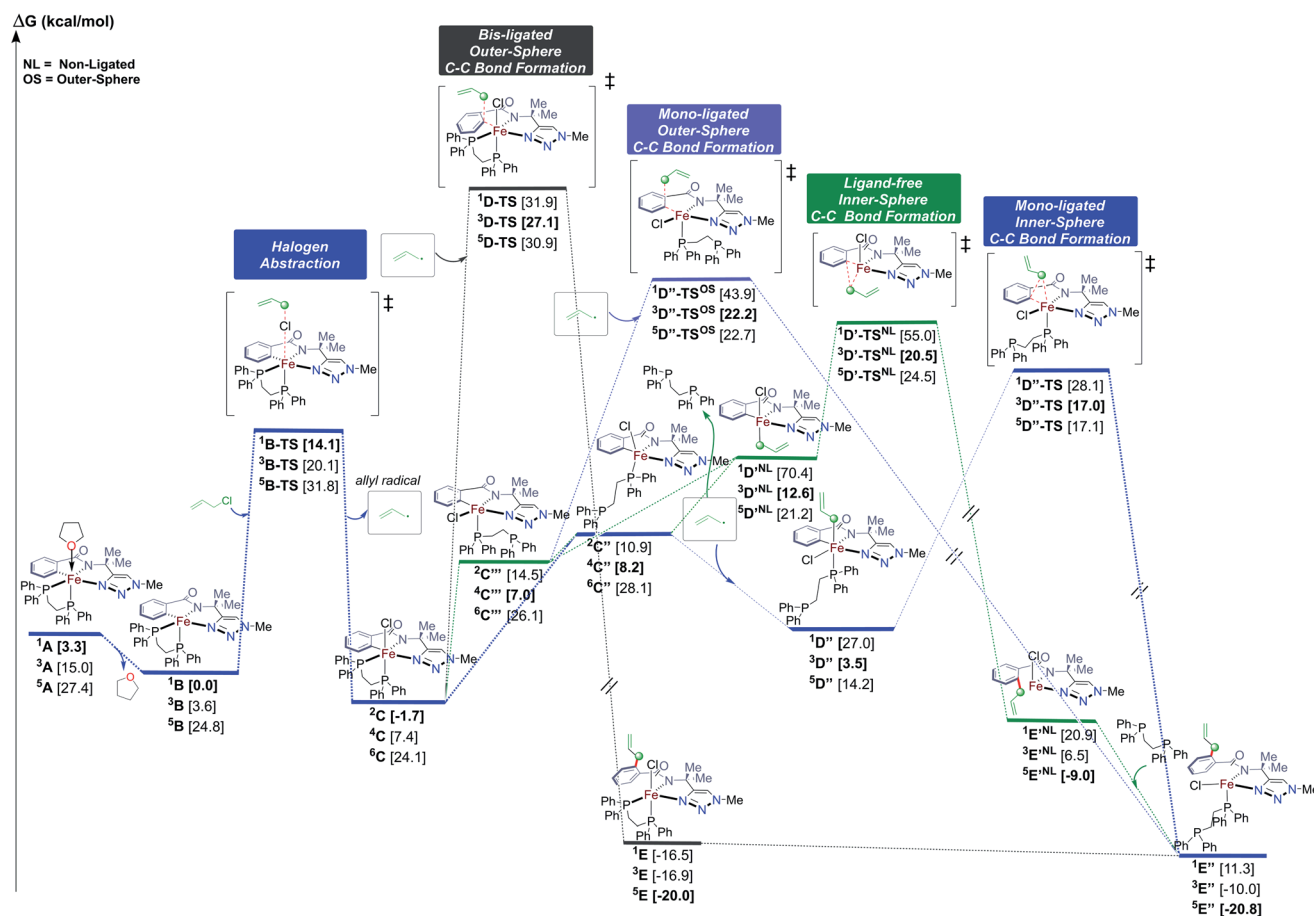 ΔG (kcal/mol)
NL = Non-Ligated
OS = Outer-Sphere
Halogen
Abstraction
Bis-ligated
Outer-Sphere
C-C Bond Formation
Mono-ligated
Outer-Sphere
C-C Bond Formation
Ligand-free
Inner-Sphere
C-C Bond Formation
Mono-ligated
Inner-Sphere
C-C Bond Formation
¹A [3.3]
³A [15.0]
⁵A [27.4]
¹B [0.0]
³B [3.6]
⁵B [24.8]
¹B-TS [14.1]
³B-TS [20.1]
⁵B-TS [31.8]
allyl radical
²C [-1.7]
⁴C [7.4]
⁶C [24.1]
¹D-TS [31.9]
³D-TS [27.1]
⁵D-TS [30.9]
²C''' [14.5]
⁴C''' [7.0]
⁶C''' [26.1]
²C'' [10.9]
⁴C'' [8.2]
⁶C'' [28.1]
¹D''-TSᴼˢ [43.9]
³D''-TSᴼˢ [22.2]
⁵D''-TSᴼˢ [22.7]
¹D'ᴺᴸ [70.4]
³D'ᴺᴸ [12.6]
⁵D'ᴺᴸ [21.2]
¹D'-TSᴺᴸ [55.0]
³D'-TSᴺᴸ [20.5]
⁵D'-TSᴺᴸ [24.5]
¹D'' [27.0]
³D'' [3.5]
⁵D'' [14.2]
¹D''-TS [28.1]
³D''-TS [17.0]
⁵D''-TS [17.1]
¹E [-16.5]
³E [-16.9]
⁵E [-20.0]
¹E'ᴺᴸ [20.9]
³E'ᴺᴸ [6.5]
⁵E'ᴺᴸ [-9.0]
¹E'' [11.3]
³E'' [-10.0]
⁵E'' [-20.8]